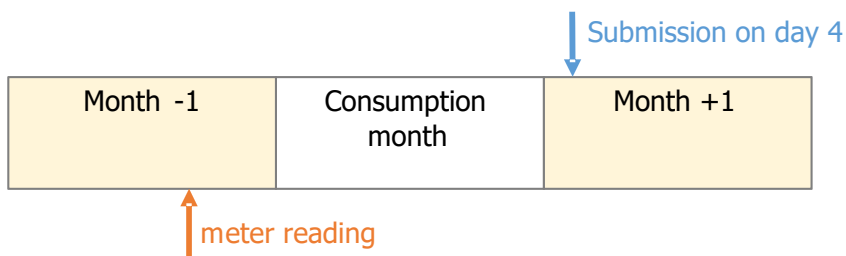 Submission on day 4
Month -1
Consumption
month
Month +1
meter reading